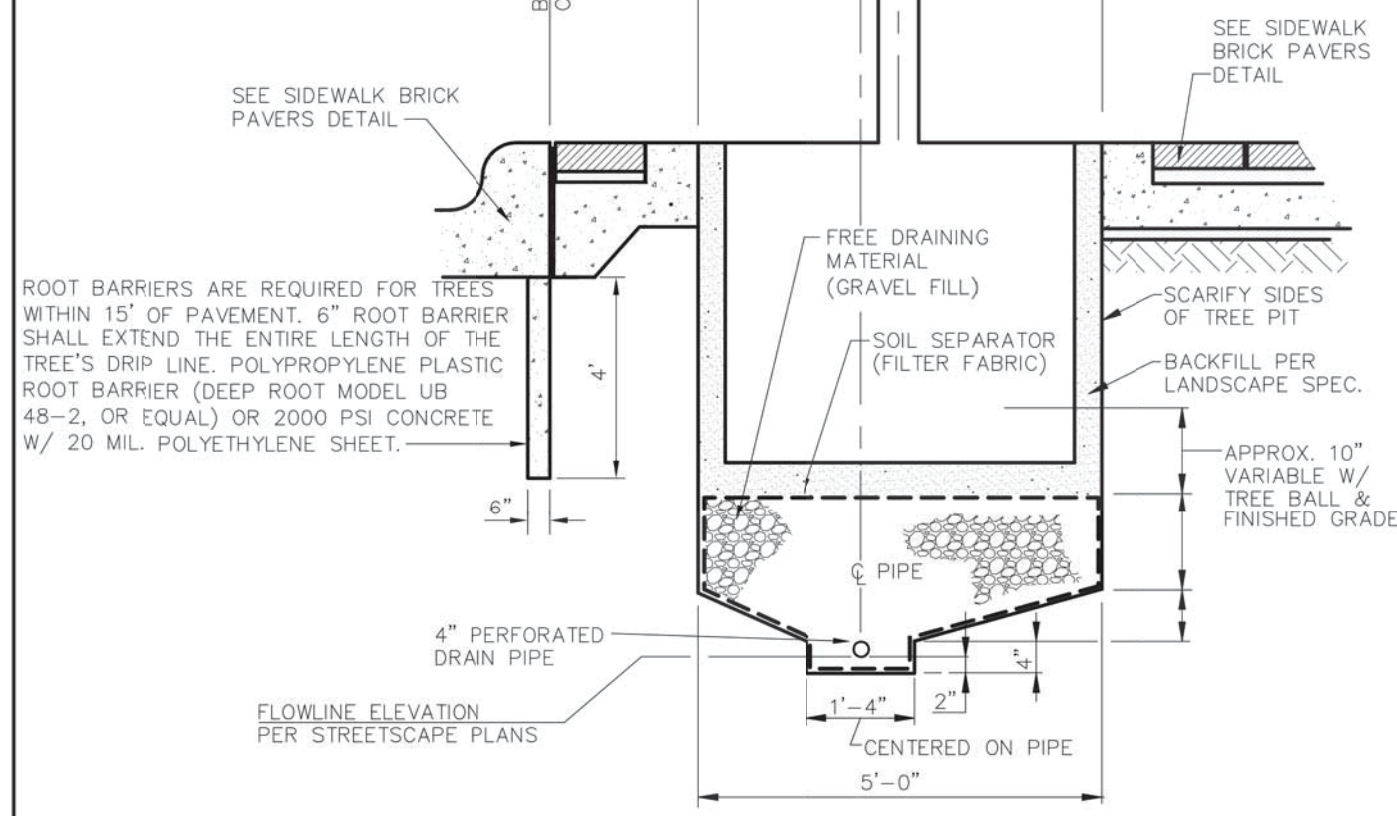 B
SEE SIDEWALK
BRICK PAVERS
DETAIL
SEE SIDEWALK BRICK
PAVERS DETAIL
FREE DRAINING
MATERIAL
(GRAVEL FILL)
ROOT BARRIERS ARE REQUIRED FOR TREES
WITHIN 15' OF PAVEMENT. 6" ROOT BARRIER
SHALL EXTEND THE ENTIRE LENGTH OF THE
TREE'S DRIP LINE. POLYPROPYLENE PLASTIC
ROOT BARRIER (DEEP ROOT MODEL UB
48-2, OR EQUAL) OR 2000 PSI CONCRETE
W/ 20 MIL. POLYETHYLENE SHEET.
SCARIFY SIDES
OF TREE PIT
SOIL SEPARATOR
(FILTER FABRIC)
BACKFILL PER
LANDSCAPE SPEC.
4'
APPROX. 10"
VARIABLE W/
TREE BALL &
FINISHED GRADE
6"
℄ PIPE
4" PERFORATED
DRAIN PIPE
4"
2"
1'-4"
FLOWLINE ELEVATION
PER STREETSCAPE PLANS
CENTERED ON PIPE
5'-0"